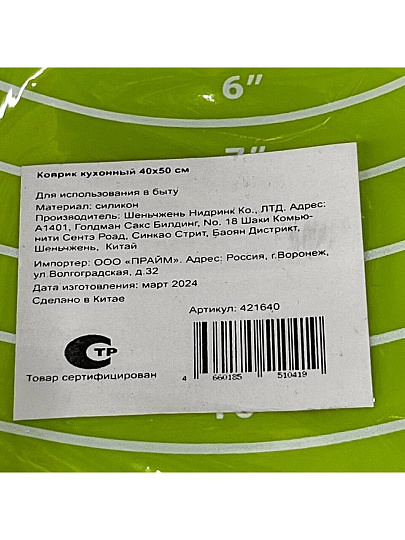 6”
7”
Коврик кухонный 40x50 см
Для использования в быту
Материал: силикон
Производитель: Шеньчжень Нидринк Ко., ЛТД. Адрес:
А1401, Голдман Сакс Билдинг, No. 18 Шаки Комью-
нити Сентэ Роад, Синкао Стрит, Баоян Дистрикт,
Шеньчжень, Китай
Импортер: ООО «ПРАЙМ». Адрес: Россия, г.Воронеж,
ул.Волгоградская, д.32
Дата изготовления: март 2024
Сделано в Китае
Артикул: 421640
СТР
Товар сертифицирован
4 660185 510419